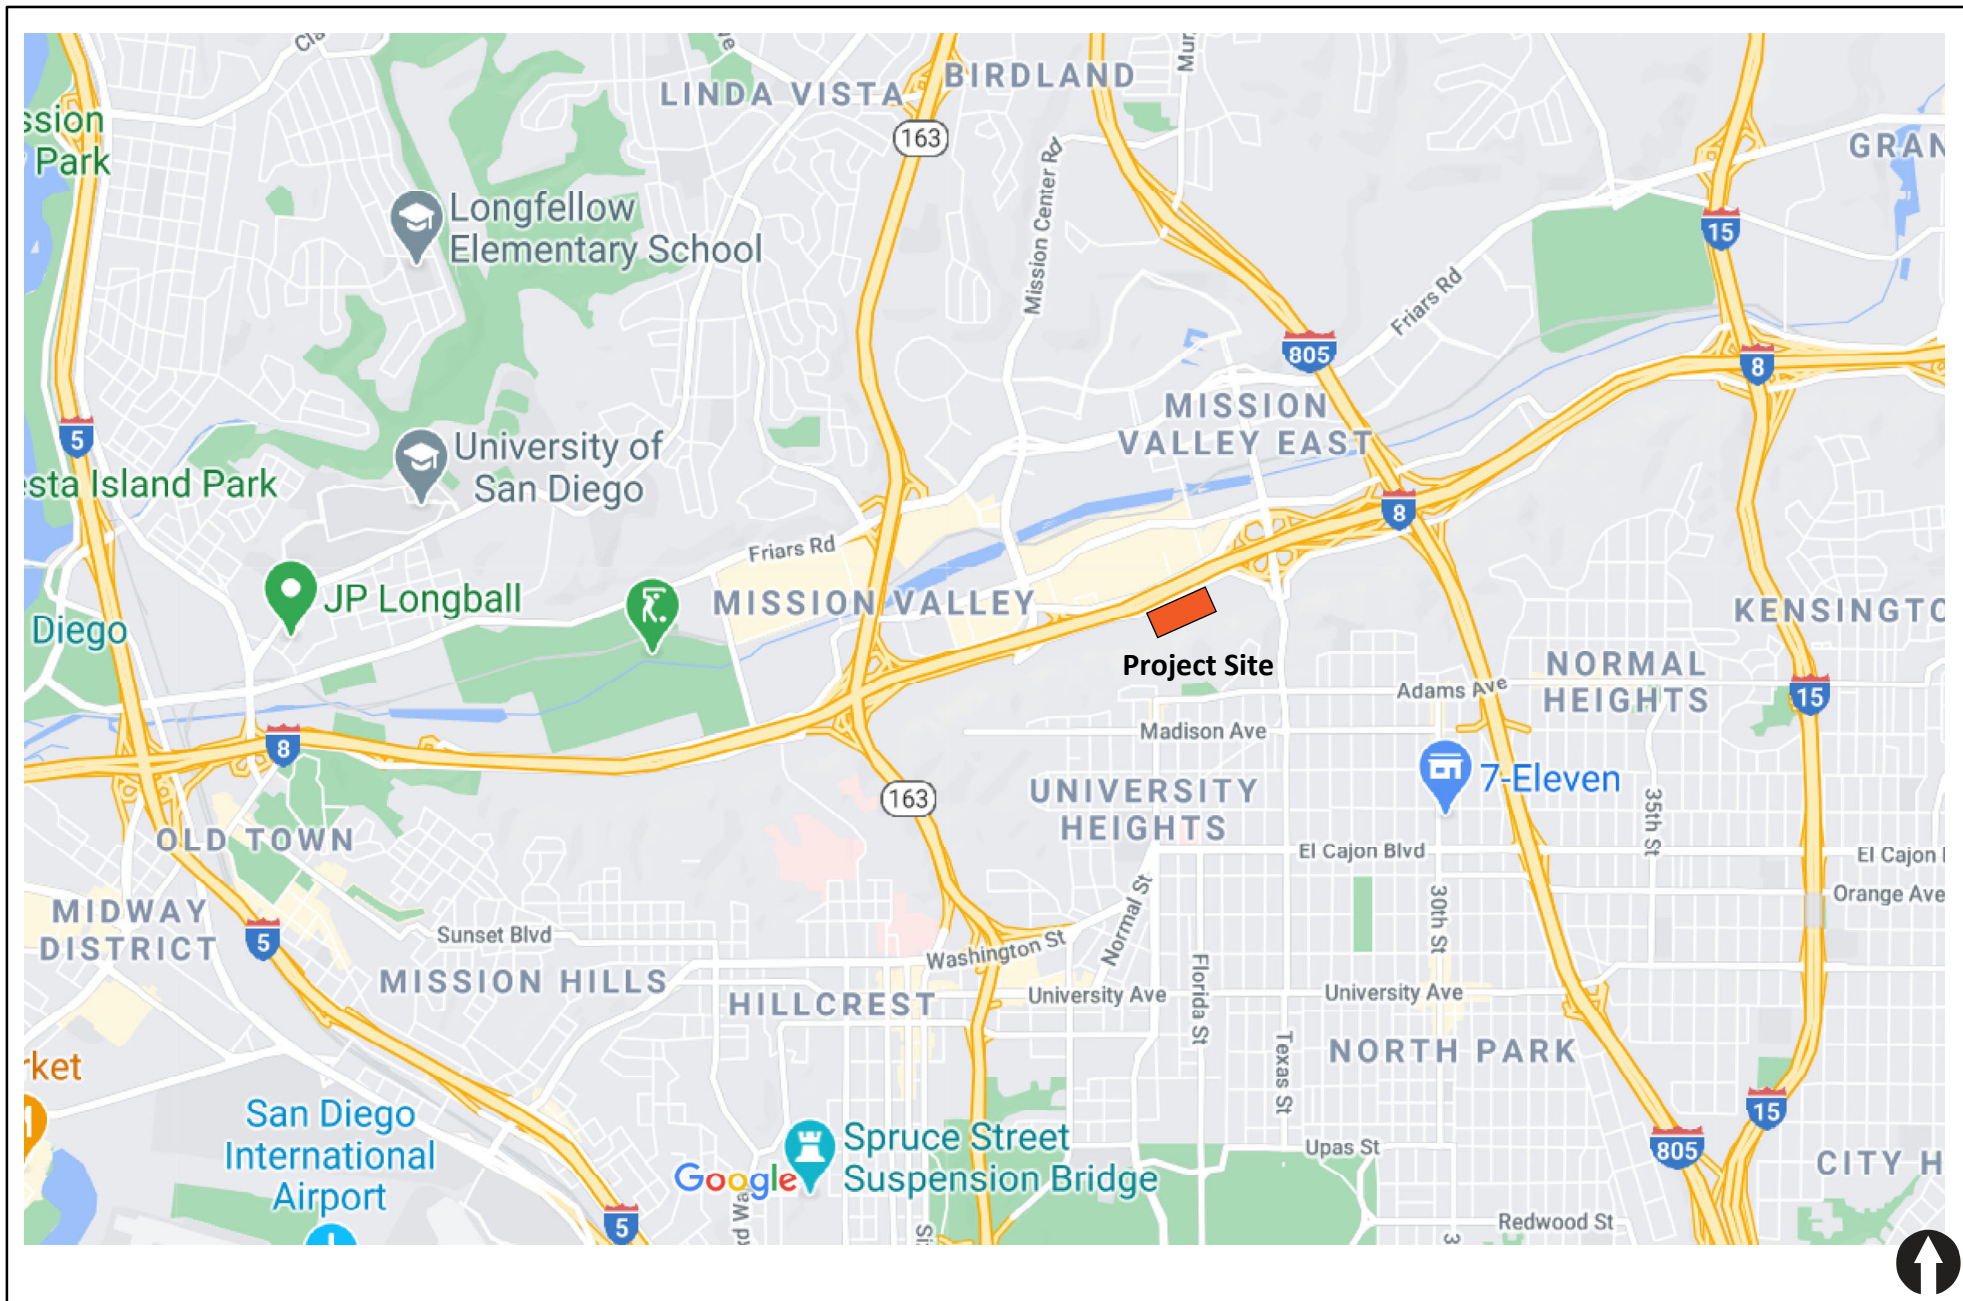 Cla
ve
Mur
LINDA VISTA
BIRDLAND
ssion
Park
163
Mission Center Rd
GRAN
Longfellow
Elementary School
15
Friars Rd
805
8
MISSION
VALLEY EAST
5
University of
San Diego
esta Island Park
8
Friars Rd
JP Longball
MISSION VALLEY
Diego
KENSINGTO
Project Site
NORMAL
HEIGHTS
Adams Ave
15
Madison Ave
8
7-Eleven
UNIVERSITY
HEIGHTS
163
35th St
OLD TOWN
El Cajon Blvd
El Cajon
Orange Ave
MIDWAY
DISTRICT
Normal St
30th St
5
Sunset Blvd
Washington St
MISSION HILLS
HILLCREST
University Ave
Florida St
University Ave
Texas St
NORTH PARK
rket
San Diego
International
Airport
15
805
Spruce Street
Suspension Bridge
Google
Upas St
CITY H
5
Redwood St